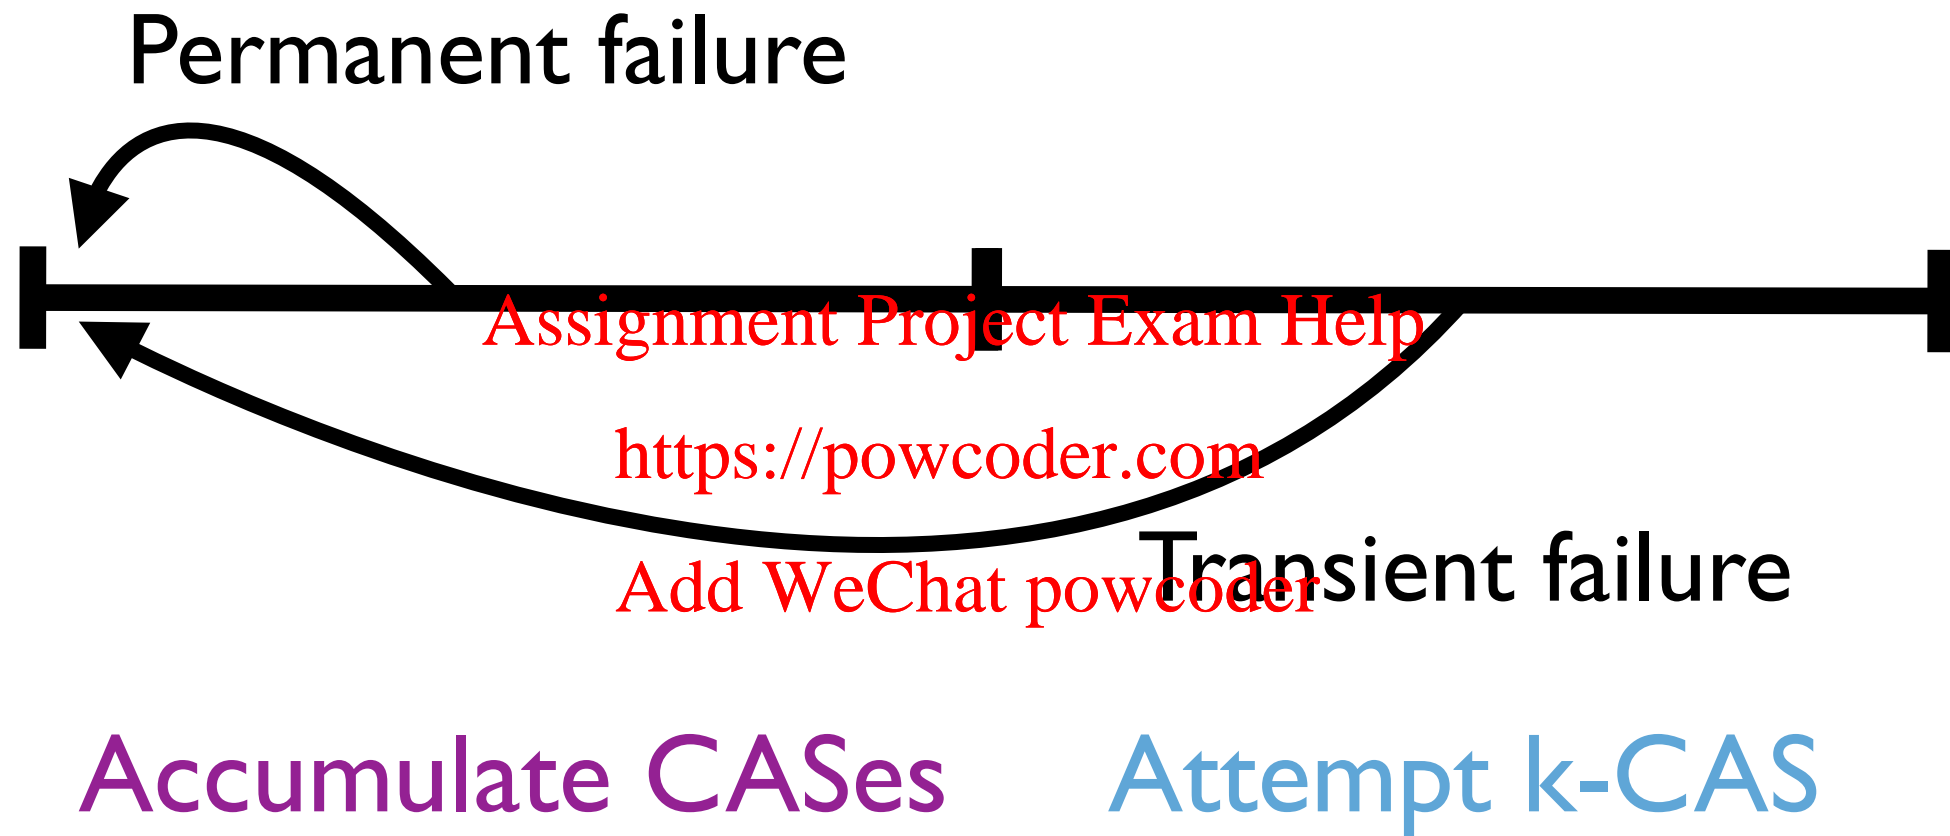 Permanent failure
Assignment Project Exam Help
https://powcoder.com
Transient failure
Add WeChat powcoder
Accumulate CASes
Attempt k-CAS